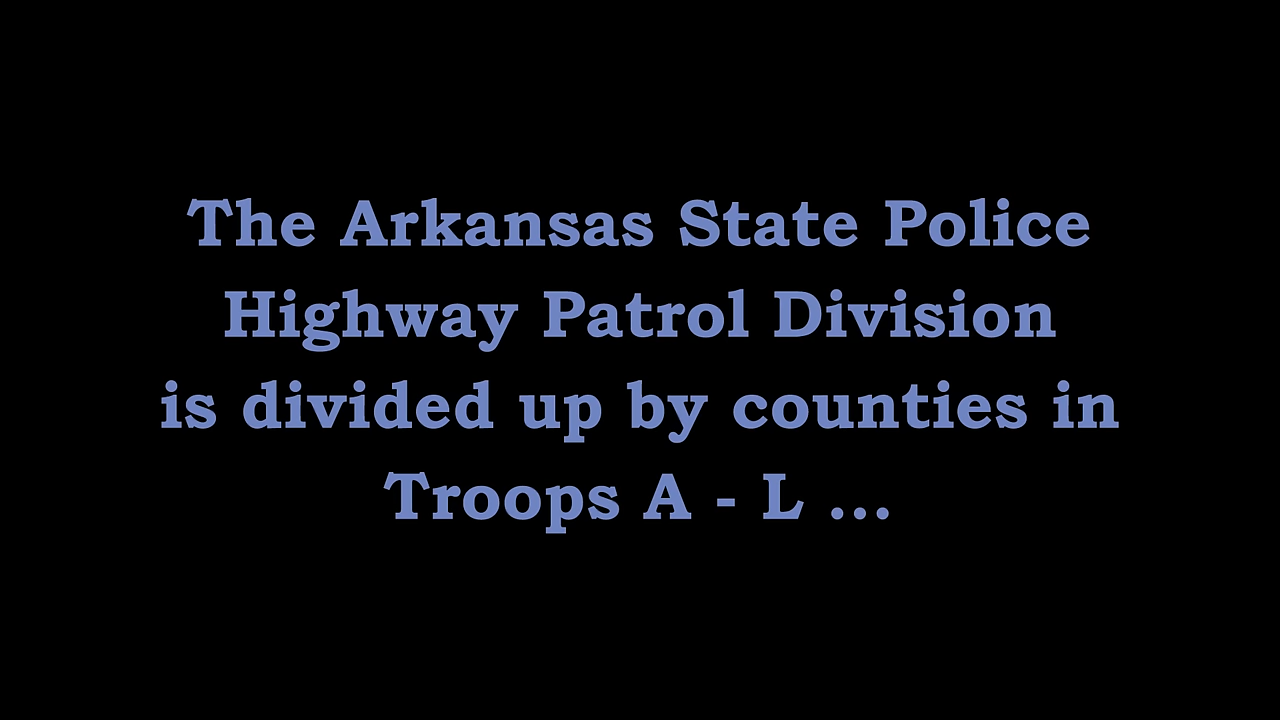 The Arkansas State Police
Highway Patrol Division
is divided up by counties in
Troops A - L ...